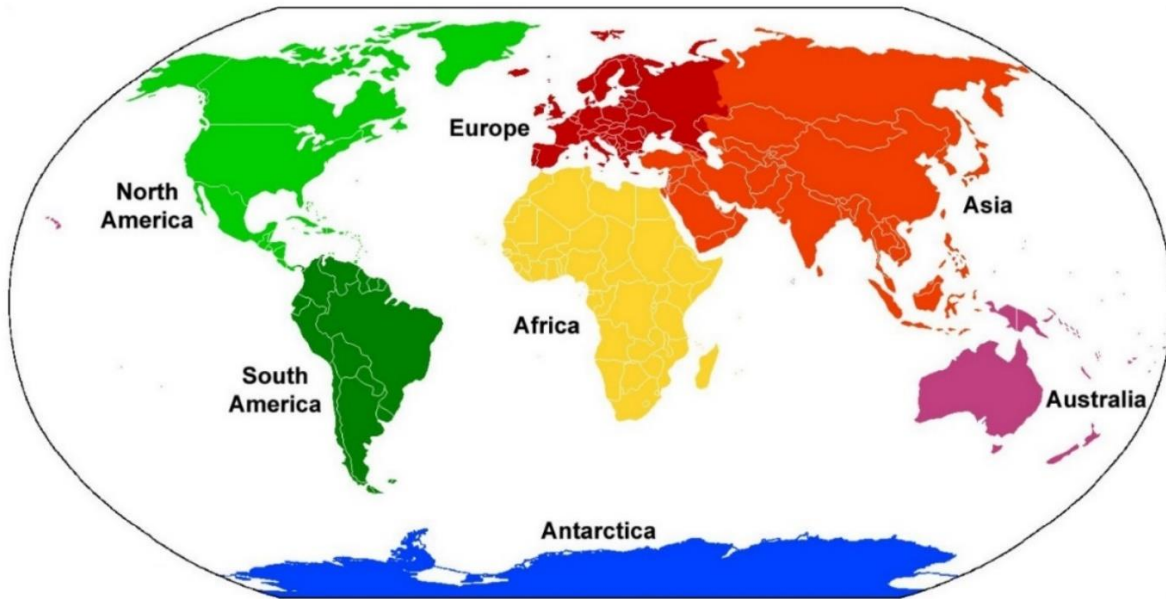 Europe
North
America
Asia
Africa
South
America
Australia
Antarctica